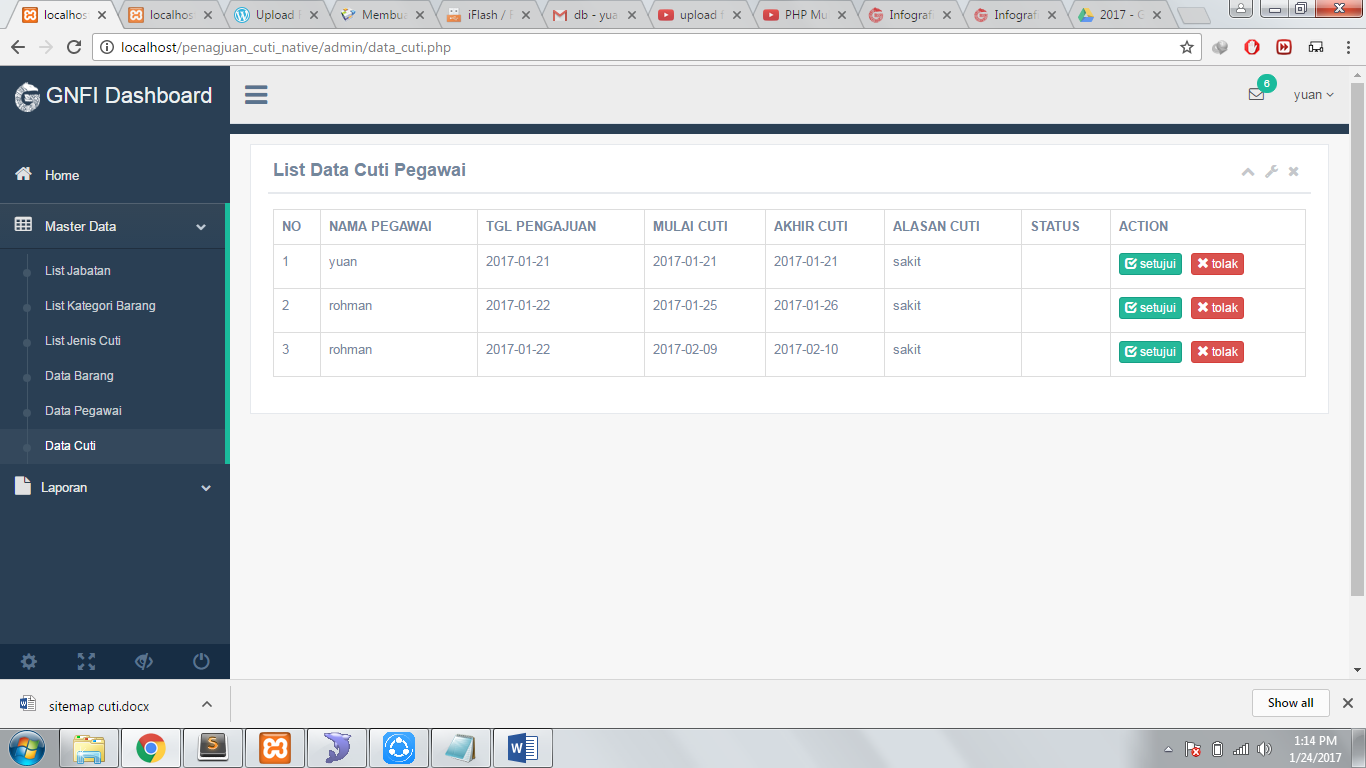 localhos
localhos
Upload
Membua
iFlash /
db - yua
upload f
PHP Mu
Infograf
Infograf
2017 - G
localhost/penagjuan_cuti_native/admin/data_cuti.php
GNFI Dashboard
6
yuan
Home
Master Data
List Jabatan
List Kategori Barang
List Jenis Cuti
Data Barang
Data Pegawai
Data Cuti
Laporan
List Data Cuti Pegawai
NO NAMA PEGAWAI TGL PENGAJUAN MULAI CUTI AKHIR CUTI ALASAN CUTI STATUS ACTION
1 yuan 2017-01-21 2017-01-21 2017-01-21 sakit setujui tolak
2 rohman 2017-01-22 2017-01-25 2017-01-26 sakit setujui tolak
3 rohman 2017-01-22 2017-02-09 2017-02-10 sakit setujui tolak
sitemap cuti.docx
Show all
1:14 PM
1/24/2017